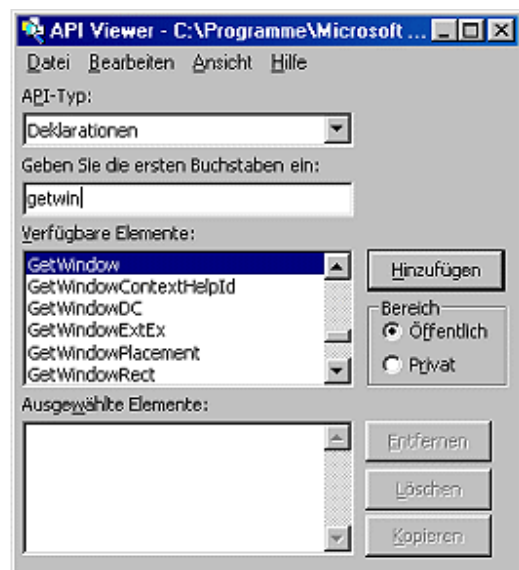 API Viewer - C:\Programme\Microsoft ...
Datei Bearbeiten Ansicht Hilfe
API-Typ:
Deklarationen
Geben Sie die ersten Buchstaben ein:
getwin
Verfügbare Elemente:
GetWindow
GetWindowContextHelpId
GetWindowDC
GetWindowExtEx
GetWindowPlacement
GetWindowRect
Hinzufügen
Bereich
Öffentlich
Privat
Ausgewählte Elemente:
Entfernen
Löschen
Kopieren